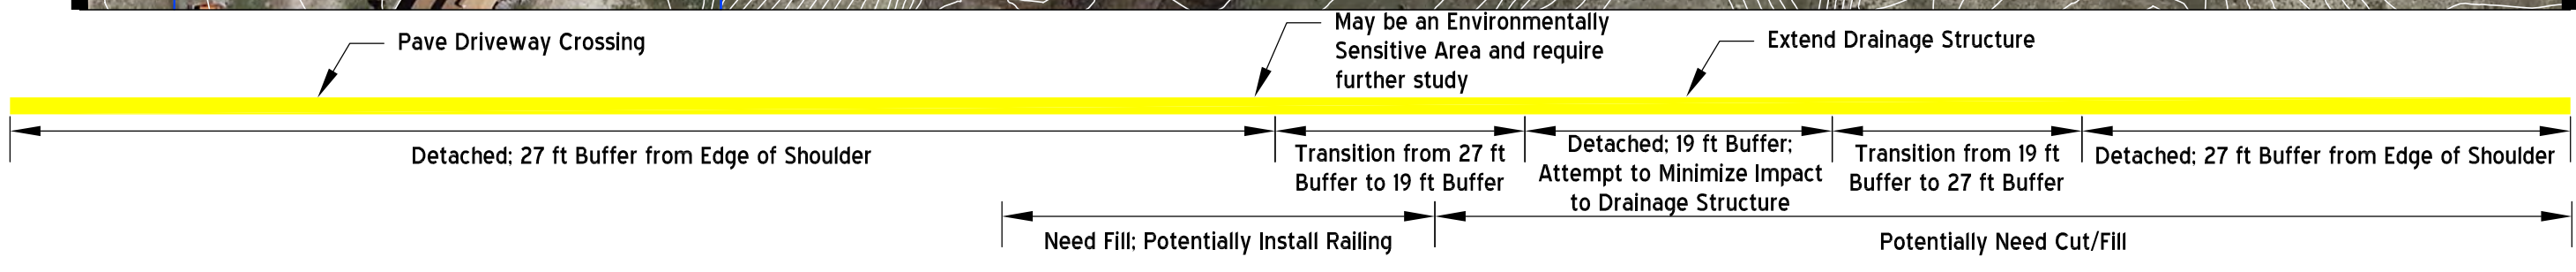 Pave Driveway Crossing
May be an Environmentally
Sensitive Area and require
further study
Extend Drainage Structure
Detached; 27 ft Buffer from Edge of Shoulder
Transition from 27 ft
Buffer to 19 ft Buffer
Detached; 19 ft Buffer;
Attempt to Minimize Impact
to Drainage Structure
Transition from 19 ft
Buffer to 27 ft Buffer
Detached; 27 ft Buffer from Edge of Shoulder
Need Fill; Potentially Install Railing
Potentially Need Cut/Fill